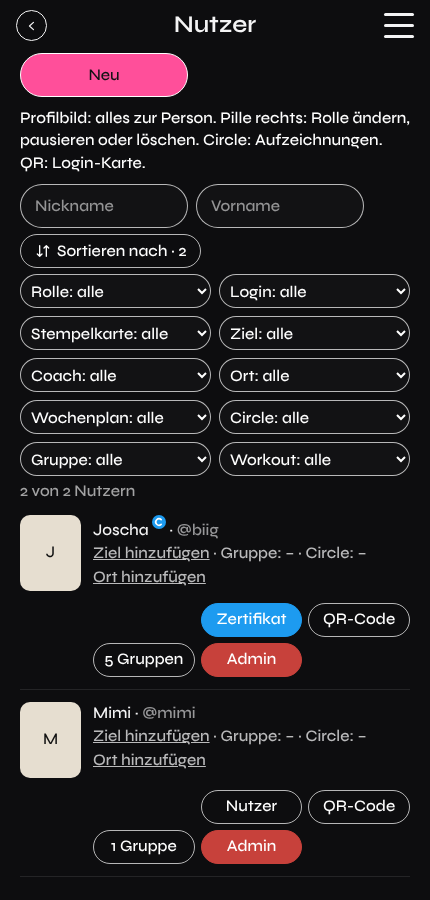 Nutzer
Neu
Profilbild: alles zur Person. Pille rechts: Rolle ändern,
pausieren oder löschen. Circle: Aufzeichnungen.
QR: Login-Karte.
Nickname Vorname
Sortieren nach · 2
Rolle: alle Login: alle
Stempelkarte: alle Ziel: alle
Coach: alle Ort: alle
Wochenplan: alle Circle: alle
Gruppe: alle Workout: alle
2 von 2 Nutzern
J
Joscha C · @biig
Ziel hinzufügen · Gruppe: – · Circle: –
Ort hinzufügen
Zertifikat QR-Code
5 Gruppen Admin
M
Mimi · @mimi
Ziel hinzufügen · Gruppe: – · Circle: –
Ort hinzufügen
Nutzer QR-Code
1 Gruppe Admin